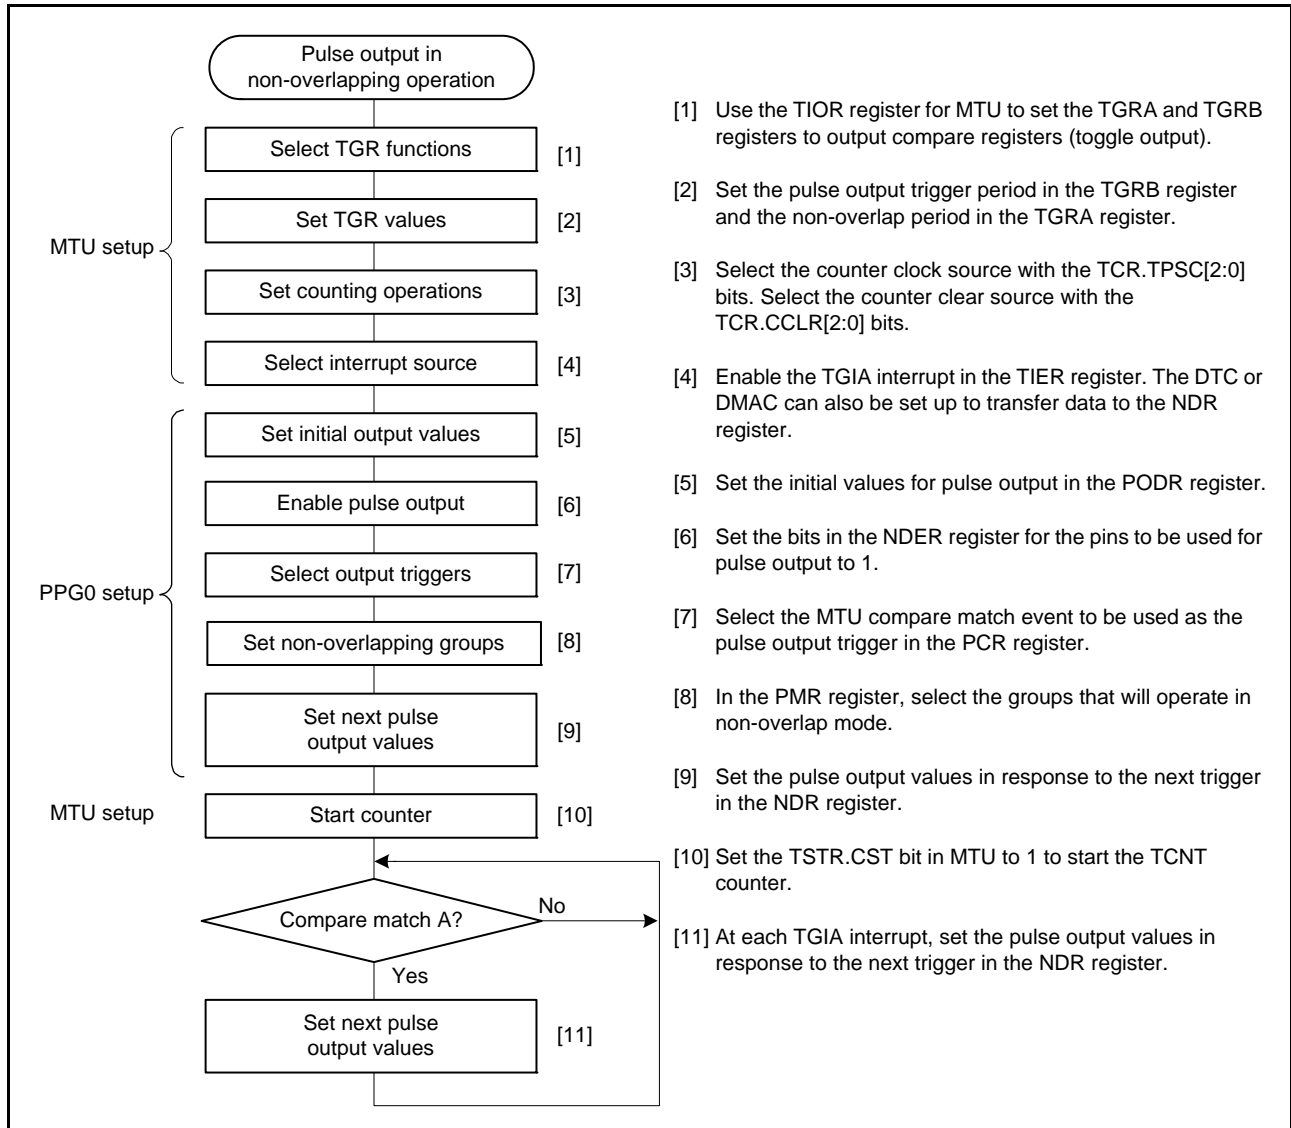 Pulse output in
non-overlapping operation
MTU setup
Select TGR functions [1]
Set TGR values [2]
Set counting operations [3]
Select interrupt source [4]
PPG0 setup
Set initial output values [5]
Enable pulse output [6]
Select output triggers [7]
Set non-overlapping groups [8]
Set next pulse
output values [9]
MTU setup
Start counter [10]
Compare match A?
No
Yes
Set next pulse
output values [11]
[1] Use the TIOR register for MTU to set the TGRA and TGRB
registers to output compare registers (toggle output).
[2] Set the pulse output trigger period in the TGRB register
and the non-overlap period in the TGRA register.
[3] Select the counter clock source with the TCR.TPSC[2:0]
bits. Select the counter clear source with the
TCR.CCLR[2:0] bits.
[4] Enable the TGIA interrupt in the TIER register. The DTC or
DMAC can also be set up to transfer data to the NDR
register.
[5] Set the initial values for pulse output in the PODR register.
[6] Set the bits in the NDER register for the pins to be used for
pulse output to 1.
[7] Select the MTU compare match event to be used as the
pulse output trigger in the PCR register.
[8] In the PMR register, select the groups that will operate in
non-overlap mode.
[9] Set the pulse output values in response to the next trigger
in the NDR register.
[10] Set the TSTR.CST bit in MTU to 1 to start the TCNT
counter.
[11] At each TGIA interrupt, set the pulse output values in
response to the next trigger in the NDR register.